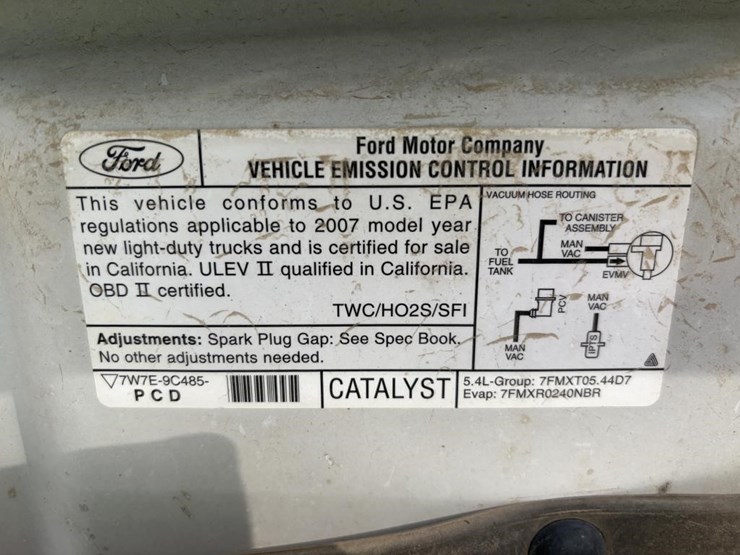 Ford
Ford Motor Company
VEHICLE EMISSION CONTROL INFORMATION
This vehicle conforms to U.S. EPA
regulations applicable to 2007 model year
new light-duty trucks and is certified for sale
in California. ULEV II qualified in California.
OBD II certified.
TWC/HO2S/SFI
Adjustments: Spark Plug Gap: See Spec Book.
No other adjustments needed.
VACUUM HOSE ROUTING
TO CANISTER
ASSEMBLY
MAN
VAC
TO
FUEL
TANK
EVMV
PCV
MAN
VAC
MAN
VAC
IPTS
7W7E-9C485-
PCD
CATALYST
5.4L-Group: 7FMXT05.44D7
Evap: 7FMXR0240NBR